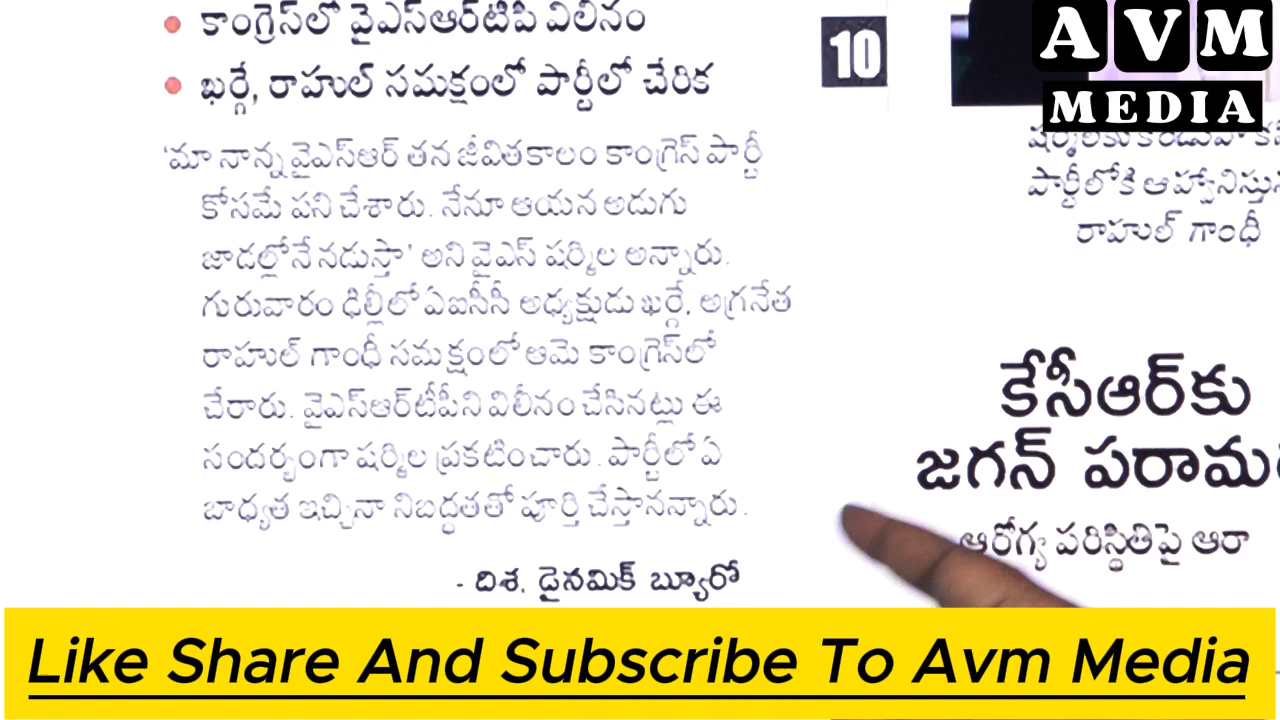 కాంగ్రెస్‌లో వైఎస్ఆర్‌టీపీ విలీనం
ఖర్గే, రాహుల్ సమక్షంలో పార్టీలో చేరిక
'మా నాన్న వైఎస్ఆర్ తన జీవితకాలం కాంగ్రెస్ పార్టీ
కోసమే పని చేశారు. నేనూ ఆయన అడుగు
జాడల్లోనే నడుస్తా' అని వైఎస్ షర్మిల అన్నారు.
గురువారం ఢిల్లీలో ఏఐసీసీ అధ్యక్షుడు ఖర్గే, అగ్రనేత
రాహుల్ గాంధీ సమక్షంలో ఆమె కాంగ్రెస్‌లో
చేరారు. వైఎస్ఆర్‌టీపీని విలీనం చేసినట్లు ఈ
సందర్భంగా షర్మిల ప్రకటించారు. పార్టీలో ఏ
బాధ్యత ఇచ్చినా నిబద్ధతతో పూర్తి చేస్తానన్నారు.
- దిశ, డైనమిక్ బ్యూరో
10
AVM
MEDIA
షర్మిలకు కండువా
పార్టీలోకి
రాహుల్ గాంధీ
కేసీఆర్‌కు
జగన్
ఆరోగ్య పరిస్థితిపై ఆరా
Like Share And Subscribe To Avm Media